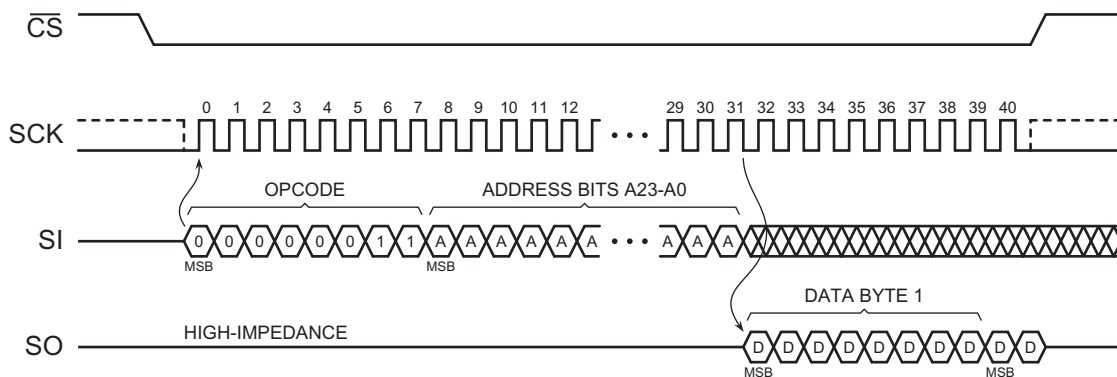 CS
0 1 2 3 4 5 6 7 8 9 10 11 12 29 30 31 32 33 34 35 36 37 38 39 40
SCK
OPCODE ADDRESS BITS A23-A0
SI 0 0 0 0 0 0 1 1 A A A A A A A A A
MSB MSB
DATA BYTE 1
HIGH-IMPEDANCE
SO D D D D D D D D D D
MSB MSB